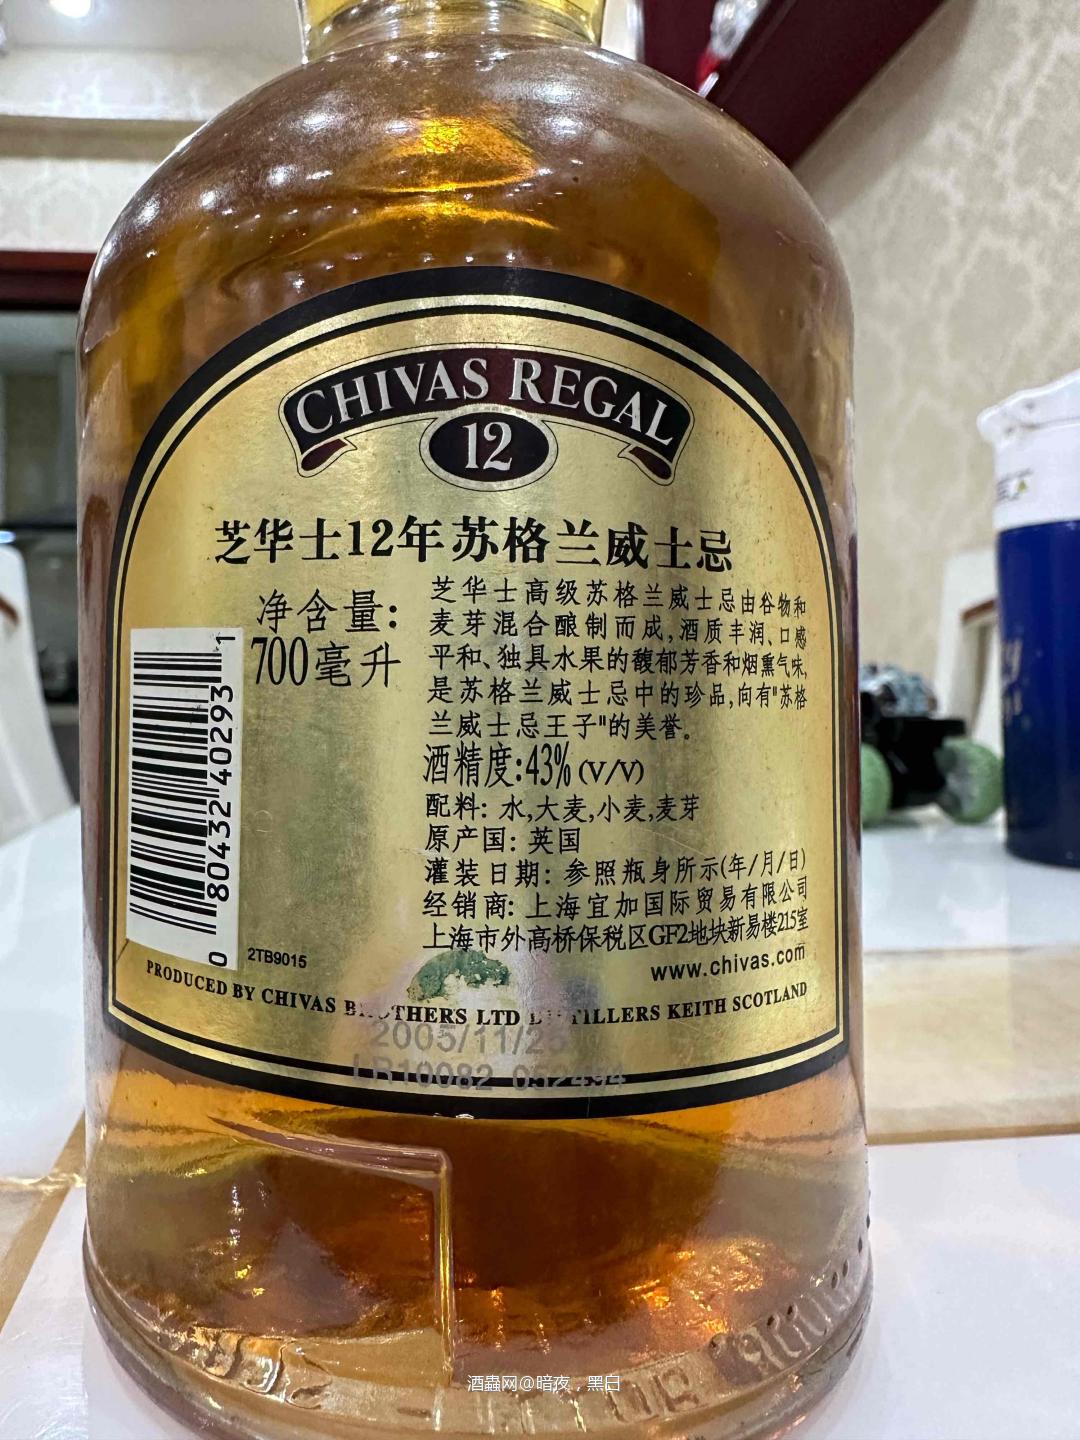 CHIVAS REGAL
12
芝华士12年苏格兰威士忌
净含量:
700毫升
芝华士高级苏格兰威士忌由谷物和
麦芽混合酿制而成,酒质丰润、口感
平和、独具水果的馥郁芳香和烟熏气味,
是苏格兰威士忌中的珍品,向有"苏格
兰威士忌王子"的美誉。
酒精度:43% (V/V)
配料: 水,大麦,小麦,麦芽
原产国: 英国
灌装日期: 参照瓶身所示(年/月/日)
经销商: 上海宜加国际贸易有限公司
上海市外高桥保税区GF2地块新易楼215室
www.chivas.com
0 80432 40293 1
2TB9015
PRODUCED BY CHIVAS BROTHERS LTD DISTILLERS KEITH SCOTLAND
2005/11/25
LR10082 052494
酒蟲网@暗夜，黑白